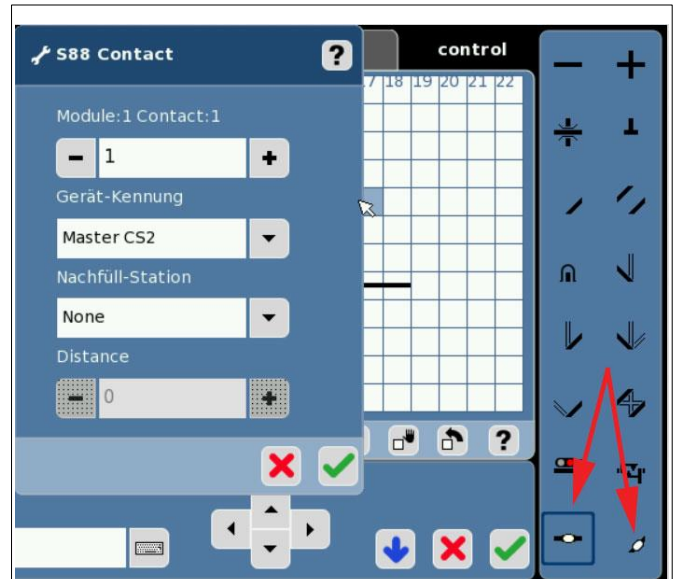 S88 Contact
?
control
18 19 20 21 22
Module:1 Contact:1
1
Gerät-Kennung
Master CS2
Nachfüll-Station
None
Distance
0
?